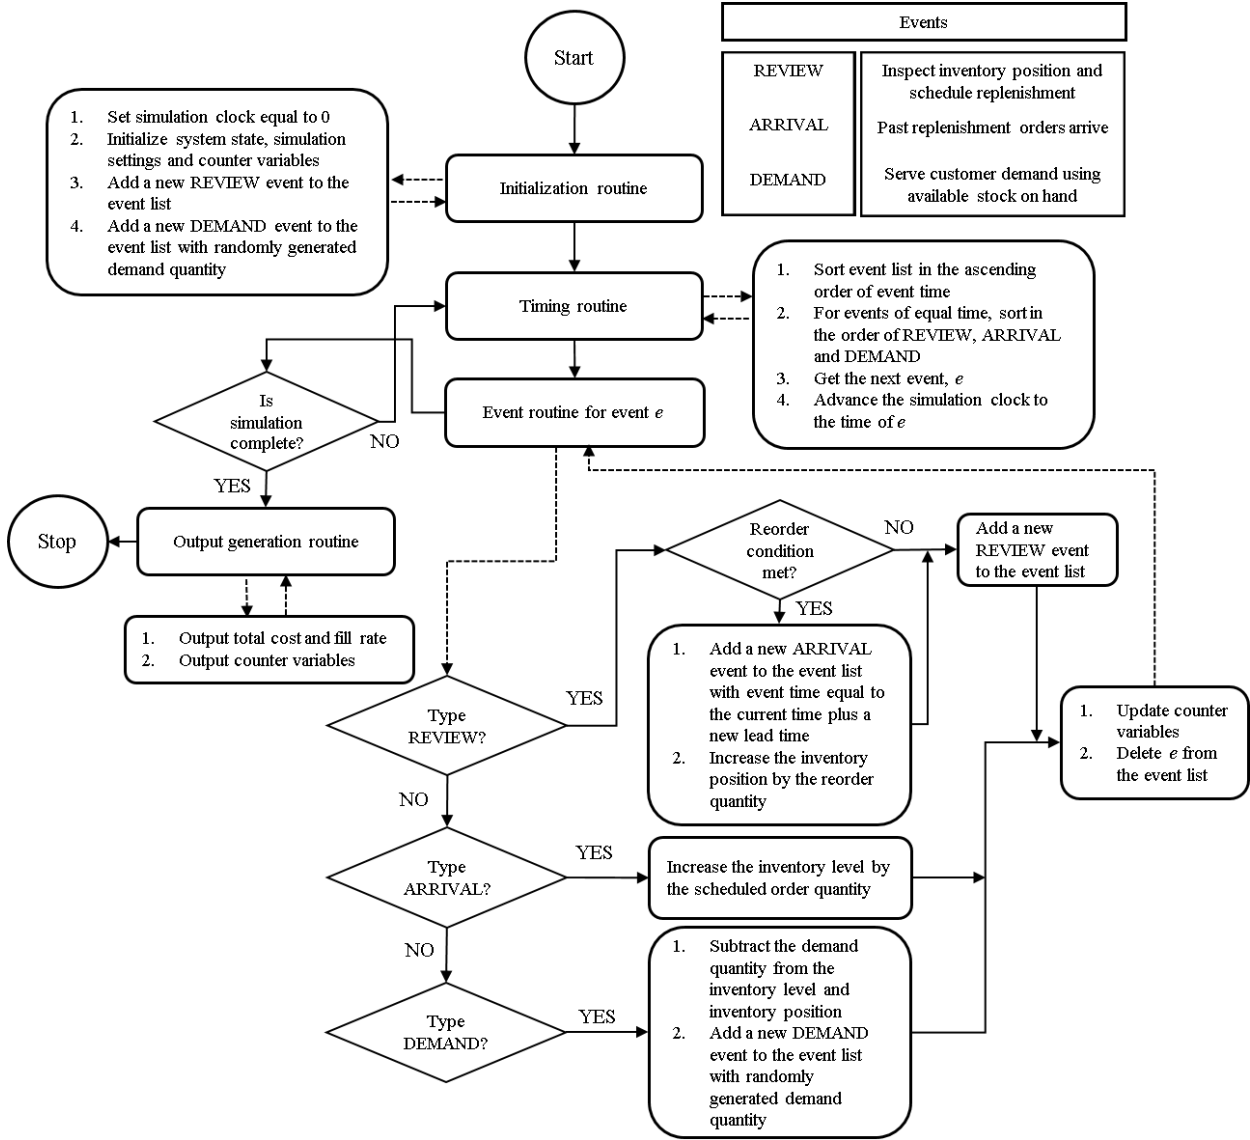 Start
Events
REVIEW
Inspect inventory position and
schedule replenishment
ARRIVAL
Past replenishment orders arrive
DEMAND
Serve customer demand using
available stock on hand
1. Set simulation clock equal to 0
2. Initialize system state, simulation
settings and counter variables
3. Add a new REVIEW event to the
event list
4. Add a new DEMAND event to the
event list with randomly generated
demand quantity
Initialization routine
Timing routine
1. Sort event list in the ascending
order of event time
2. For events of equal time, sort in
the order of REVIEW, ARRIVAL
and DEMAND
3. Get the next event, e
4. Advance the simulation clock to
the time of e
Event routine for event e
Is
simulation
complete?
NO
YES
Stop
Output generation routine
1. Output total cost and fill rate
2. Output counter variables
Reorder
condition
met?
NO
YES
Add a new
REVIEW event
to the event list
1. Add a new ARRIVAL
event to the event list
with event time equal to
the current time plus a
new lead time
2. Increase the inventory
position by the reorder
quantity
Type
REVIEW?
YES
NO
1. Update counter
variables
2. Delete e from
the event list
Type
ARRIVAL?
YES
NO
Increase the inventory level by
the scheduled order quantity
Type
DEMAND?
YES
1. Subtract the demand
quantity from the
inventory level and
inventory position
2. Add a new DEMAND
event to the event list
with randomly
generated demand
quantity